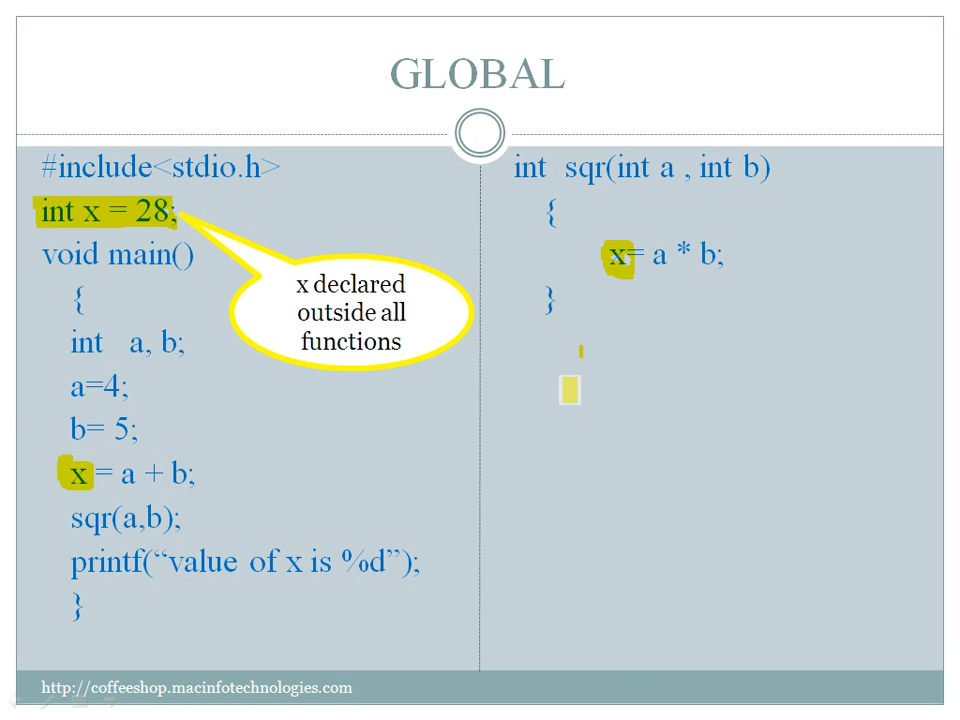 GLOBAL
#include<stdio.h>
int x = 28;
void main()
{
int a, b;
a=4;
b= 5;
x = a + b;
sqr(a,b);
printf(“value of x is %d”);
}
x declared
outside all
functions
int sqr(int a , int b)
{
x= a * b;
}
http://coffeeshop.macinfotechnologies.com